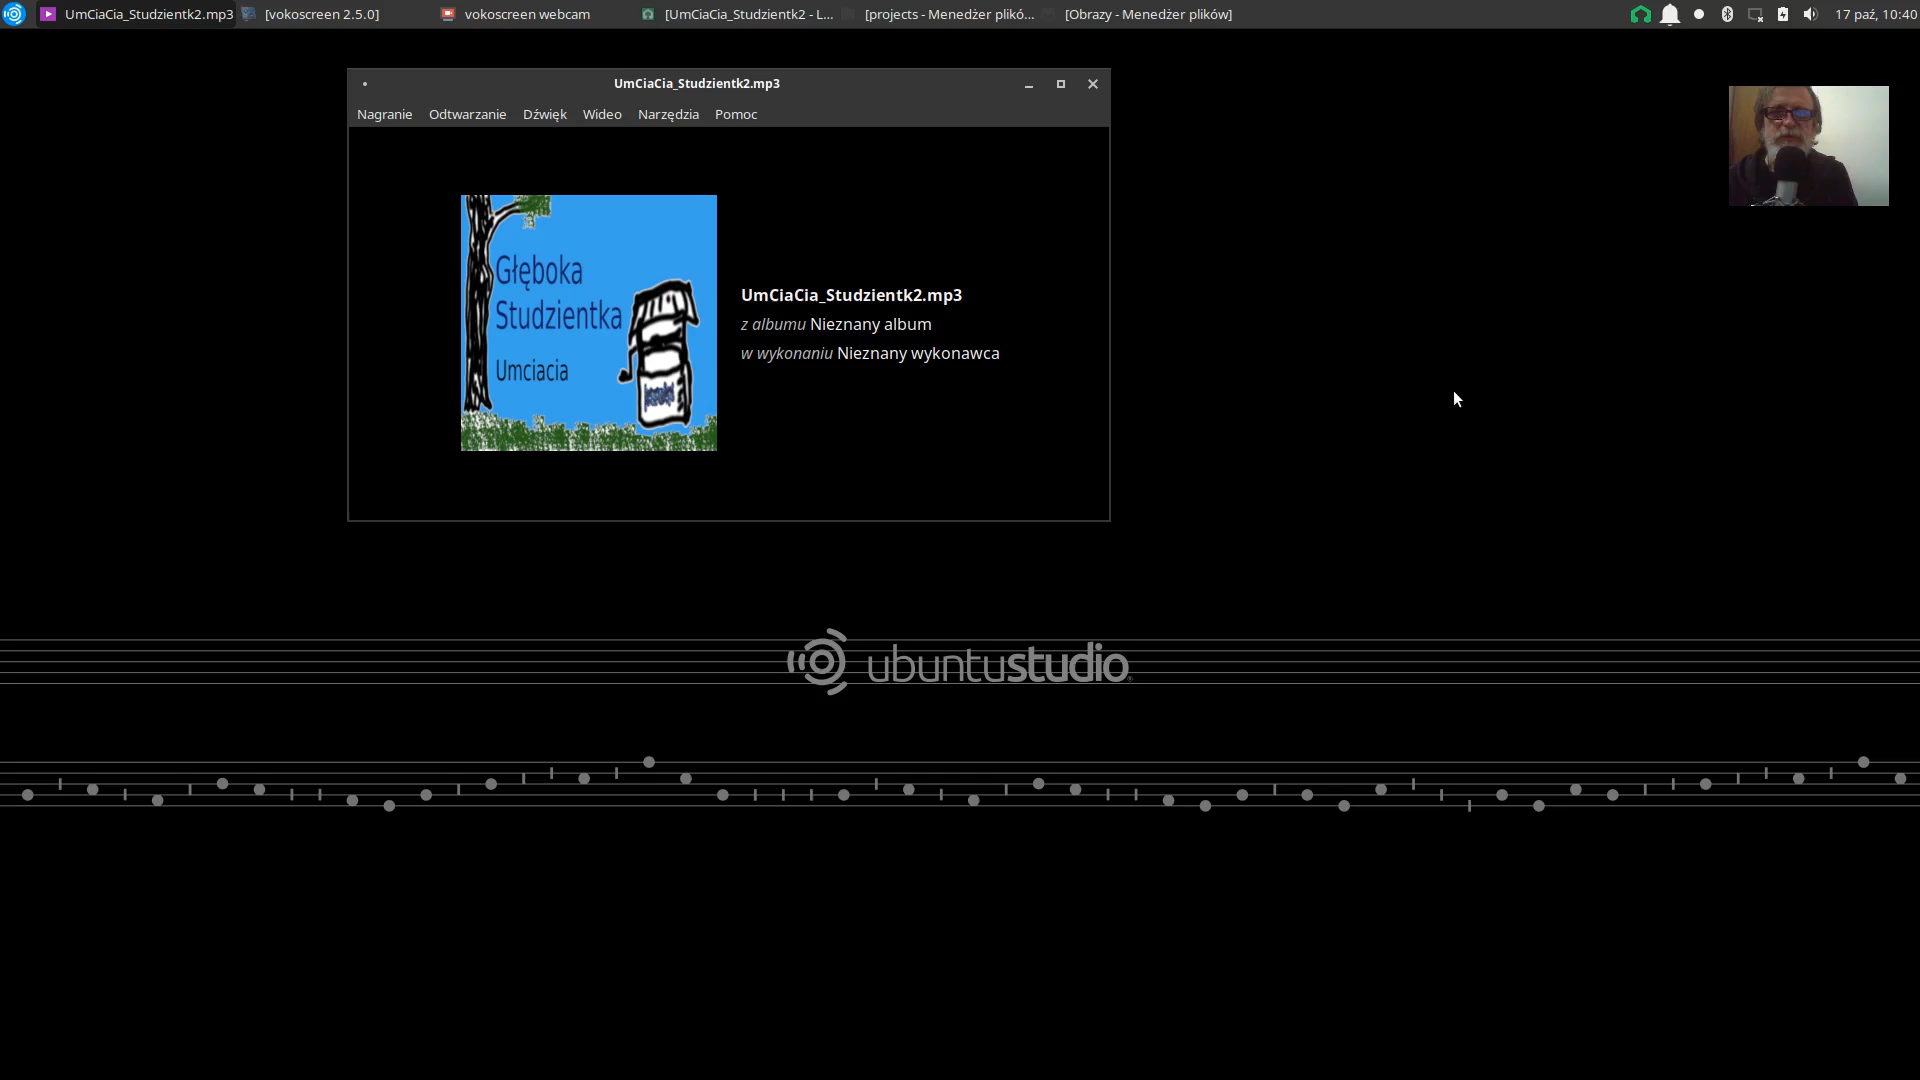 UmCiaCia_Studzientk2.mp3
[vokoscreen 2.5.0]
vokoscreen webcam
[UmCiaCia_Studzientk2 - L...
[projects - Menedżer plikó...
[Obrazy - Menedżer plików]
17 paź, 10:40
UmCiaCia_Studzientk2.mp3
Nagranie Odtwarzanie Dźwięk Wideo Narzędzia Pomoc
Głęboka
Studzientka
Umciacia
UmCiaCia_Studzientk2.mp3
z albumu Nieznany album
w wykonaniu Nieznany wykonawca
ubuntustudio